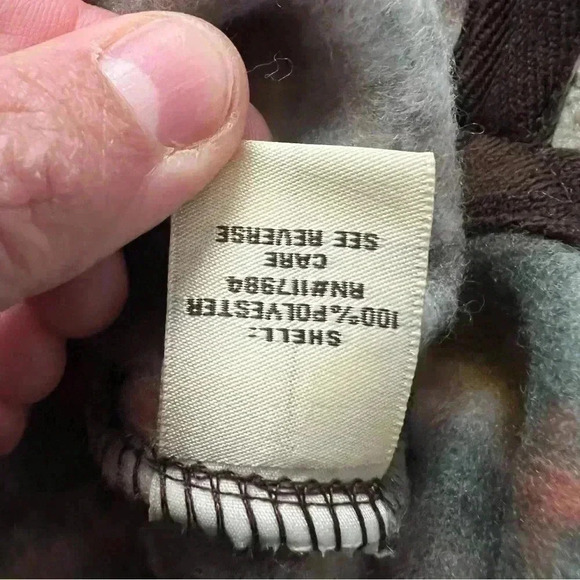 SHELL:
100%POLYESTER
RN#117984
CARE
SEE REVERSE